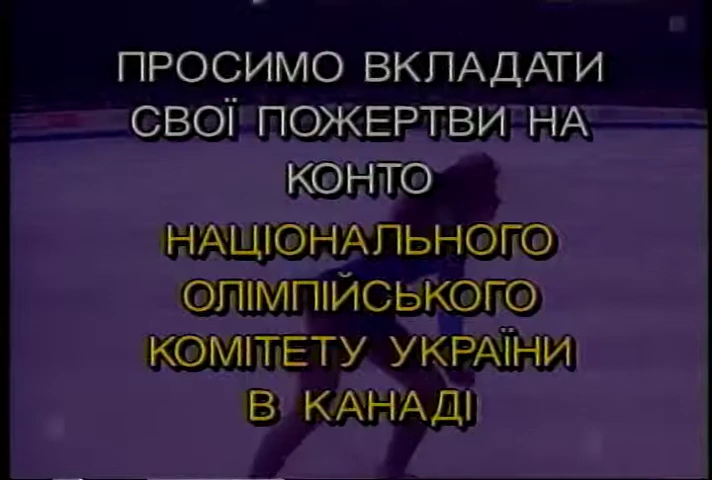 ПРОСИМО ВКЛАДАТИ
СВОЇ ПОЖЕРТВИ НА
КОНТО
НАЦІОНАЛЬНОГО
ОЛІМПІЙСЬКОГО
КОМІТЕТУ УКРАЇНИ
В КАНАДІ